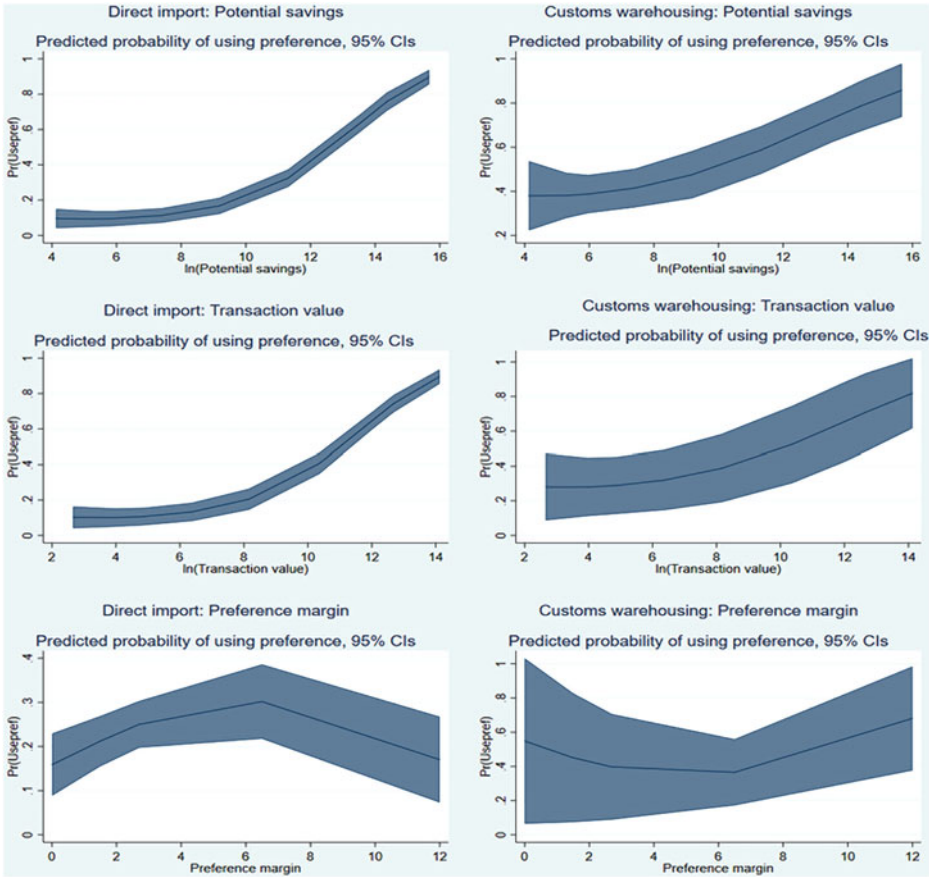 Direct import: Potential savings
Predicted probability of using preference, 95% CIs
Pr(Usepref)
1
.8
.6
.4
.2
0
4 6 8 10 12 14 16
ln(Potential savings)
Customs warehousing: Potential savings
Predicted probability of using preference, 95% CIs
Pr(Usepref)
1
.8
.6
.4
.2
4 6 8 10 12 14 16
ln(Potential savings)
Direct import: Transaction value
Predicted probability of using preference, 95% CIs
Pr(Usepref)
1
.8
.6
.4
.2
0
2 4 6 8 10 12 14
ln(Transaction value)
Customs warehousing: Transaction value
Predicted probability of using preference, 95% CIs
Pr(Usepref)
1
.8
.6
.4
.2
0
2 4 6 8 10 12 14
ln(Transaction value)
Direct import: Preference margin
Predicted probability of using preference, 95% CIs
Pr(Usepref)
.4
.3
.2
.1
0
0 2 4 6 8 10 12
Preference margin
Customs warehousing: Preference margin
Predicted probability of using preference, 95% CIs
Pr(Usepref)
1
.8
.6
.4
.2
0
0 2 4 6 8 10 12
Preference margin